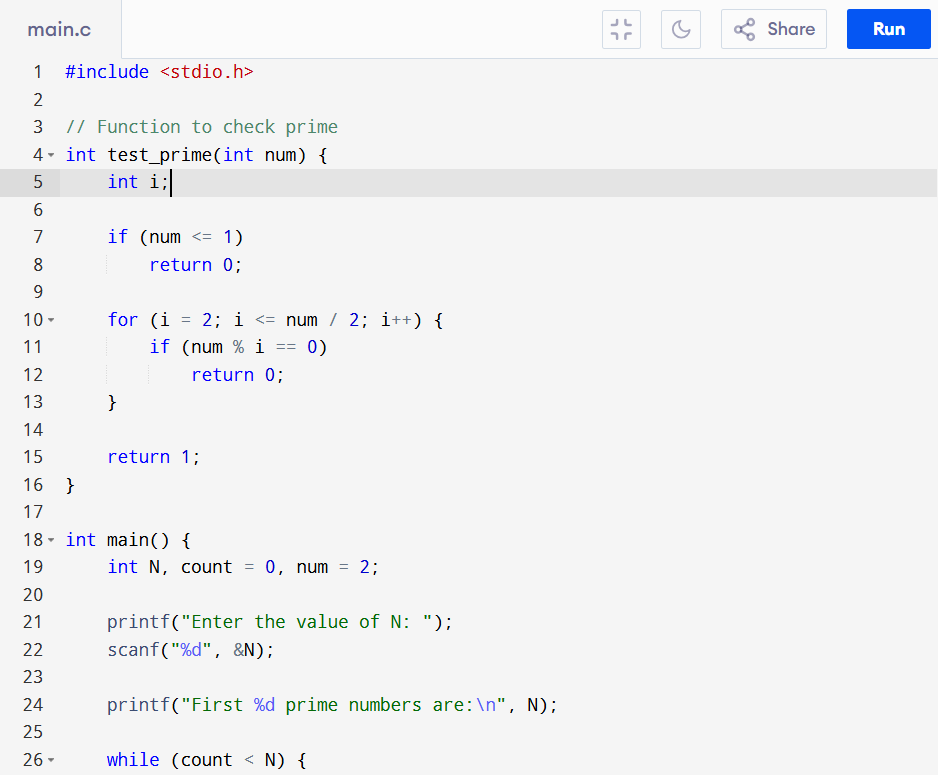 main.c
Share
Run
1 #include <stdio.h>
2
3 // Function to check prime
4 int test_prime(int num) {
5     int i;
6
7     if (num <= 1)
8         return 0;
9
10     for (i = 2; i <= num / 2; i++) {
11         if (num % i == 0)
12             return 0;
13     }
14
15     return 1;
16 }
17
18 int main() {
19     int N, count = 0, num = 2;
20
21     printf("Enter the value of N: ");
22     scanf("%d", &N);
23
24     printf("First %d prime numbers are:\n", N);
25
26     while (count < N) {